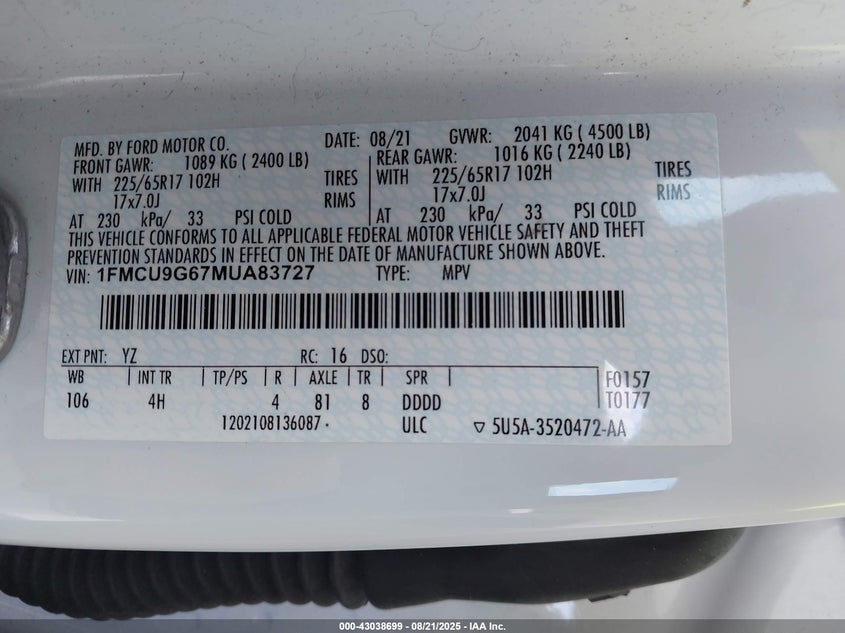 MFD. BY FORD MOTOR CO. DATE: 08/21 GVWR: 2041 KG ( 4500 LB)
FRONT GAWR: 1089 KG ( 2400 LB) REAR GAWR: 1016 KG ( 2240 LB)
WITH 225/65R17 102H TIRES WITH 225/65R17 102H TIRES
17x7.0J RIMS 17x7.0J RIMS
AT 230 kPa/ 33 PSI COLD AT 230 kPa/ 33 PSI COLD
THIS VEHICLE CONFORMS TO ALL APPLICABLE FEDERAL MOTOR VEHICLE SAFETY AND THEFT
PREVENTION STANDARDS IN EFFECT ON THE DATE OF MANUFACTURE SHOWN ABOVE.
VIN: 1FMCU9G67MUA83727 TYPE: MPV
EXT PNT: YZ RC: 16 DSO:
WB INT TR TP/PS R AXLE TR SPR F0157
106 4H 4 81 8 DDDD T0177
1202108136087 ULC ▽ 5U5A-3520472-AA
000-43038699 - 08/21/2025 - IAA Inc.